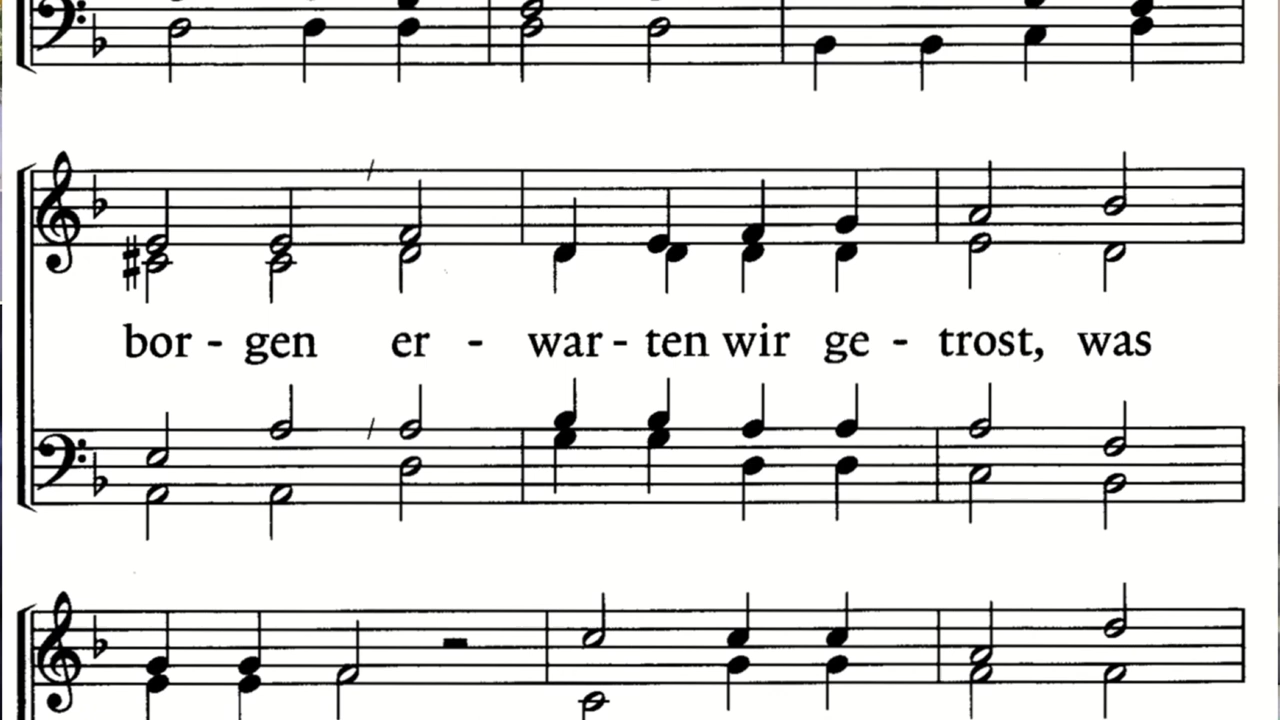 bor - gen er - war - ten wir ge - trost, was